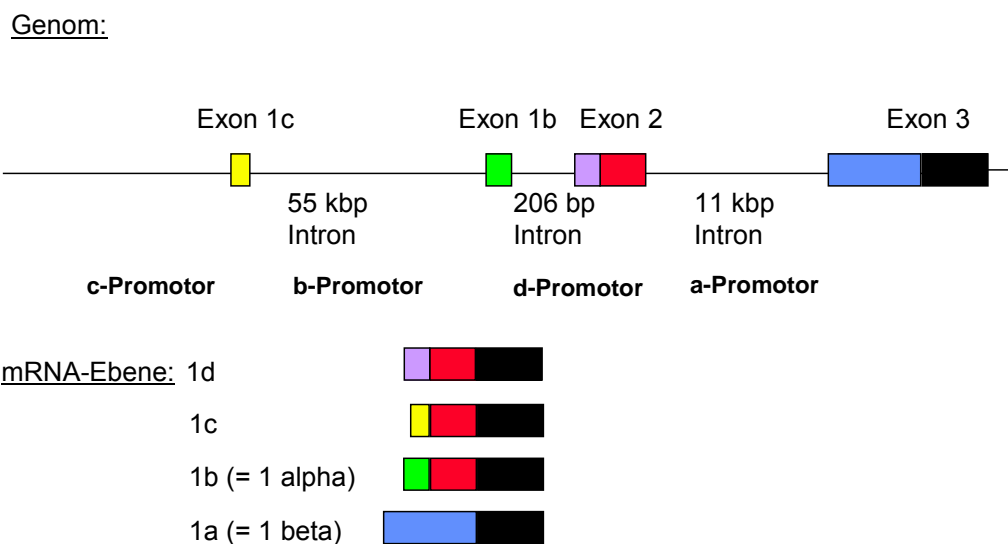 Genom:
Exon 1c Exon 1b Exon 2 Exon 3
55 kbp 206 bp 11 kbp
Intron Intron Intron
c-Promotor b-Promotor d-Promotor a-Promotor
mRNA-Ebene: 1d
1c
1b (= 1 alpha)
1a (= 1 beta)